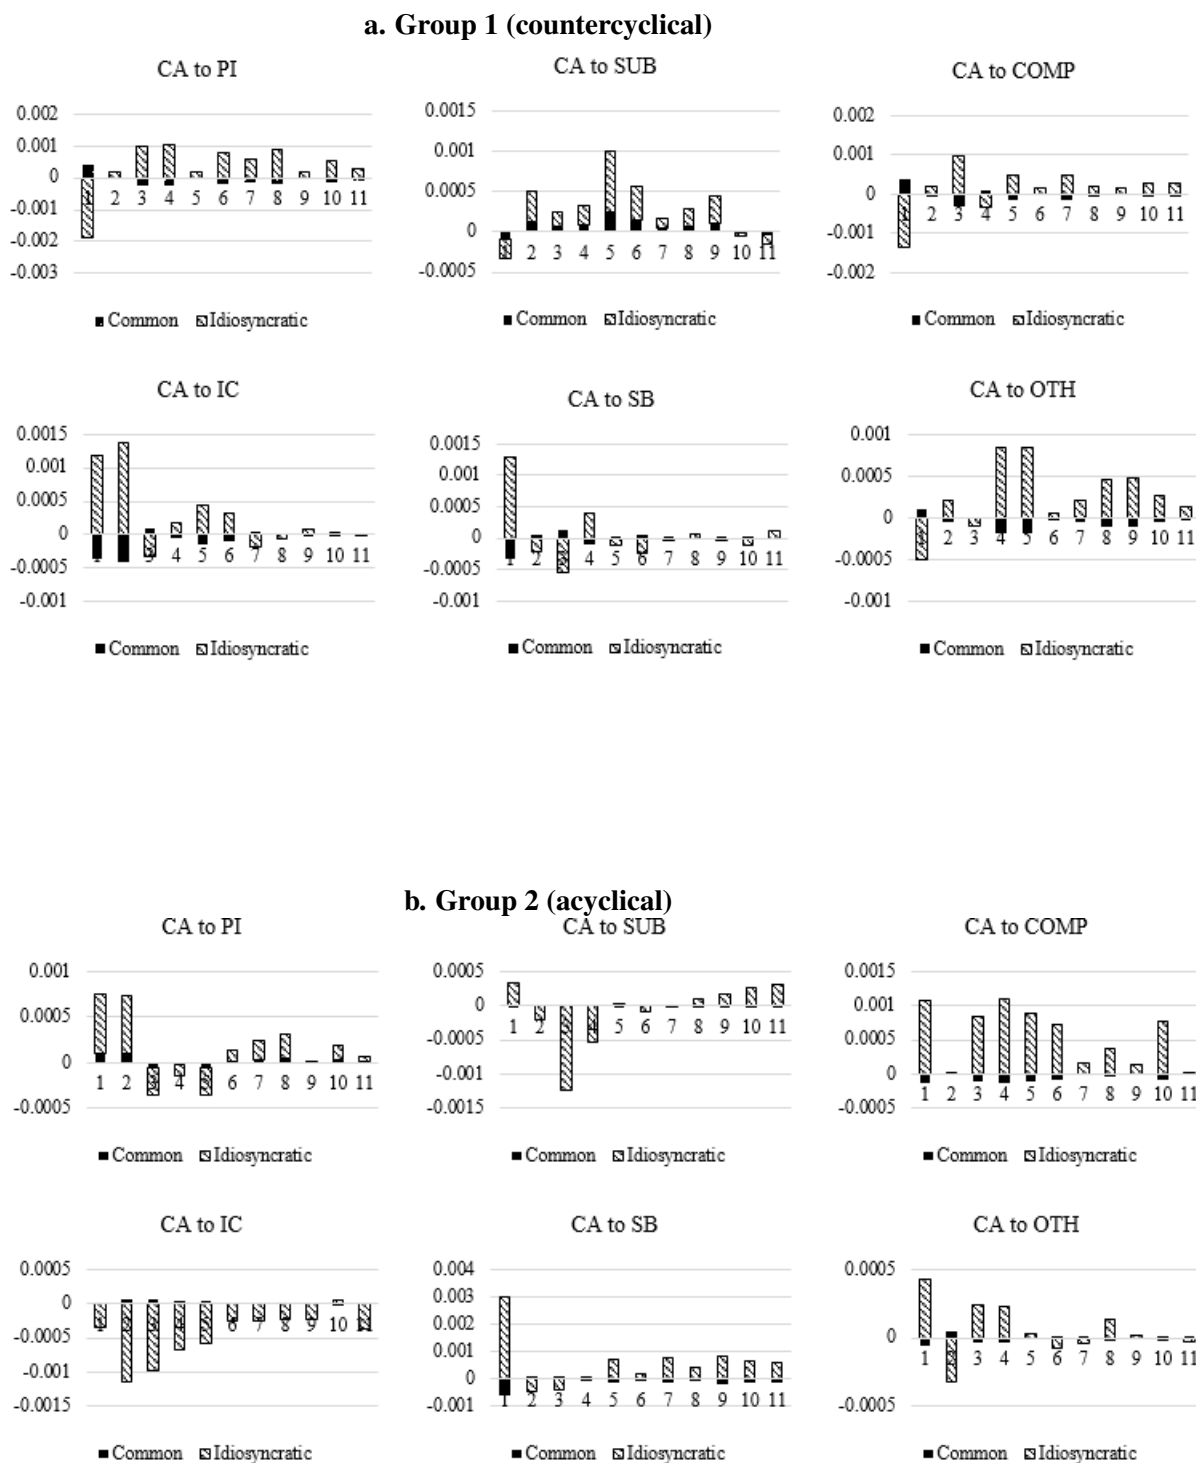 a. Group 1 (countercyclical)
CA to PI
0.002
0.001
0
-0.001
-0.002
-0.003
1 2 3 4 5 6 7 8 9 10 11
Common Idiosyncratic
CA to SUB
0.0015
0.001
0.0005
0
-0.0005
1 2 3 4 5 6 7 8 9 10 11
Common Idiosyncratic
CA to COMP
0.002
0.001
0
-0.001
-0.002
1 2 3 4 5 6 7 8 9 10 11
Common Idiosyncratic
CA to IC
0.0015
0.001
0.0005
0
-0.0005
-0.001
1 3 4 5 6 7 8 9 10 11
Common Idiosyncratic
CA to SB
0.0015
0.001
0.0005
0
-0.0005
-0.001
1 2 3 4 5 6 7 8 9 10 11
Common Idiosyncratic
CA to OTH
0.001
0.0005
0
-0.0005
-0.001
1 2 3 4 5 6 7 8 9 10 11
Common Idiosyncratic
b. Group 2 (acyclical)
CA to PI
0.001
0.0005
0
-0.0005
1 2 3 4 5 6 7 8 9 10 11
Common Idiosyncratic
CA to SUB
0.0005
0
-0.0005
-0.001
-0.0015
1 2 3 4 5 6 7 8 9 10 11
Common Idiosyncratic
CA to COMP
0.0015
0.001
0.0005
0
-0.0005
1 2 3 4 5 6 7 8 9 10 11
Common Idiosyncratic
CA to IC
0.0005
0
-0.0005
-0.001
-0.0015
1 2 3 4 5 6 7 8 9 10 11
Common Idiosyncratic
CA to SB
0.004
0.003
0.002
0.001
0
-0.001
1 2 3 4 5 6 7 8 9 10 11
Common Idiosyncratic
CA to OTH
0.0005
0
-0.0005
1 2 3 4 5 6 7 8 9 10 11
Common Idiosyncratic